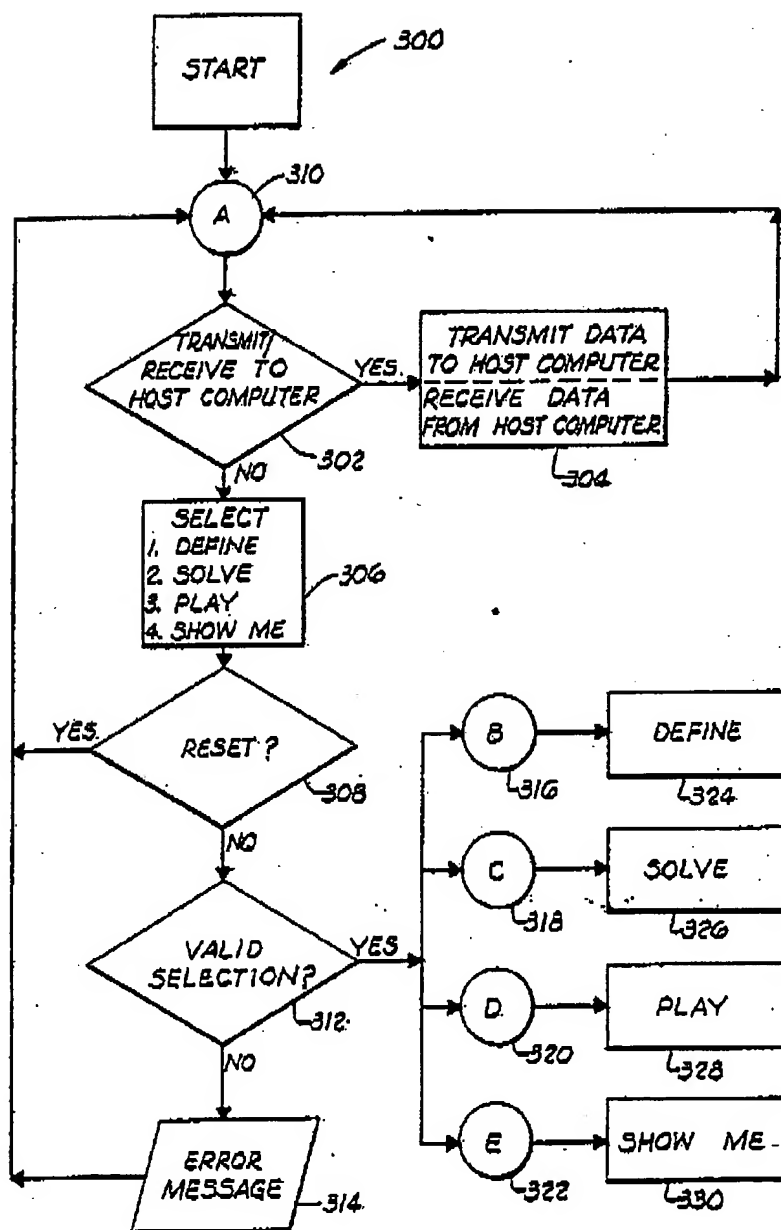 START
300
310
A
TRANSMIT/
RECEIVE TO
HOST COMPUTER
302
YES.
TRANSMIT DATA
TO HOST COMPUTER
RECEIVE DATA
FROM HOST COMPUTER
304
NO
SELECT
1. DEFINE
2. SOLVE
3. PLAY
4. SHOW ME
306
YES.
RESET?
308
NO
VALID
SELECTION?
312
YES
NO
ERROR
MESSAGE
314
B
316
DEFINE
324
C
318
SOLVE
326
D
320
PLAY
328
E
322
SHOW ME
330